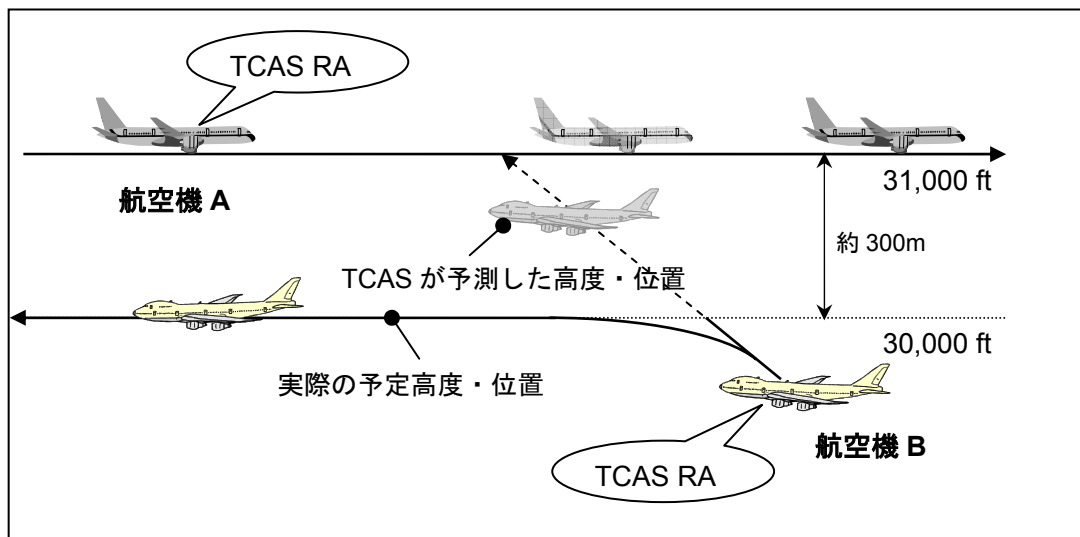 TCAS RA
航空機 A
31,000 ft
約 300m
TCAS が予測した高度・位置
30,000 ft
実際の予定高度・位置
航空機 B
TCAS RA